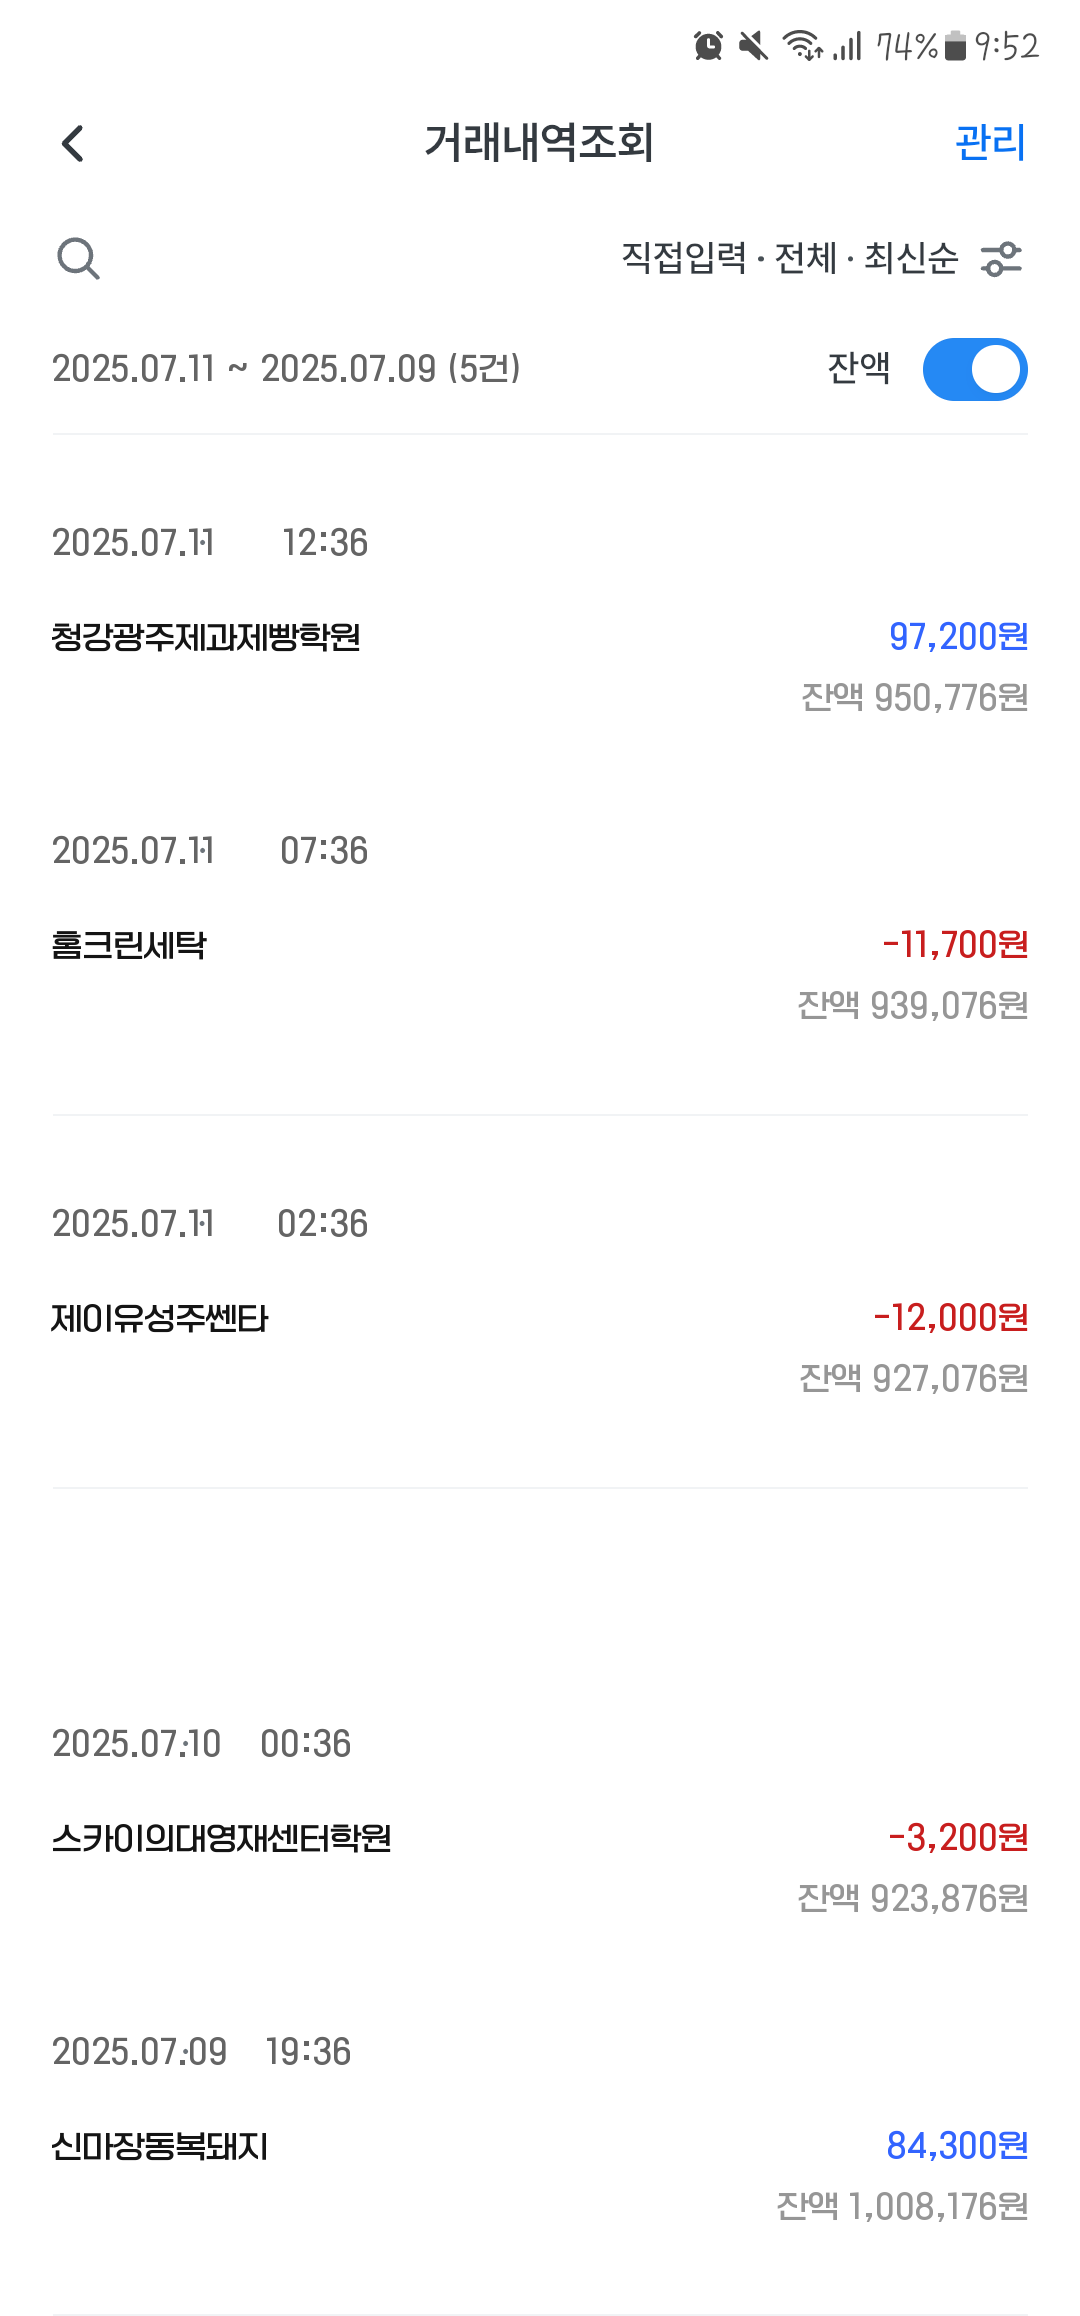 74% 9:52
거래내역조회 관리
직접입력 · 전체 · 최신순
2025.07.11 ~ 2025.07.09 (5건) 잔액
2025.07.11 12:36
청강광주제과제빵학원 97,200원
잔액 950,776원
2025.07.11 07:36
홈크린세탁 -11,700원
잔액 939,076원
2025.07.11 02:36
제이유성주쎈타 -12,000원
잔액 927,076원
2025.07.10 00:36
스카이의대영재센터학원 -3,200원
잔액 923,876원
2025.07.09 19:36
신마장동복돼지 84,300원
잔액 1,008,176원